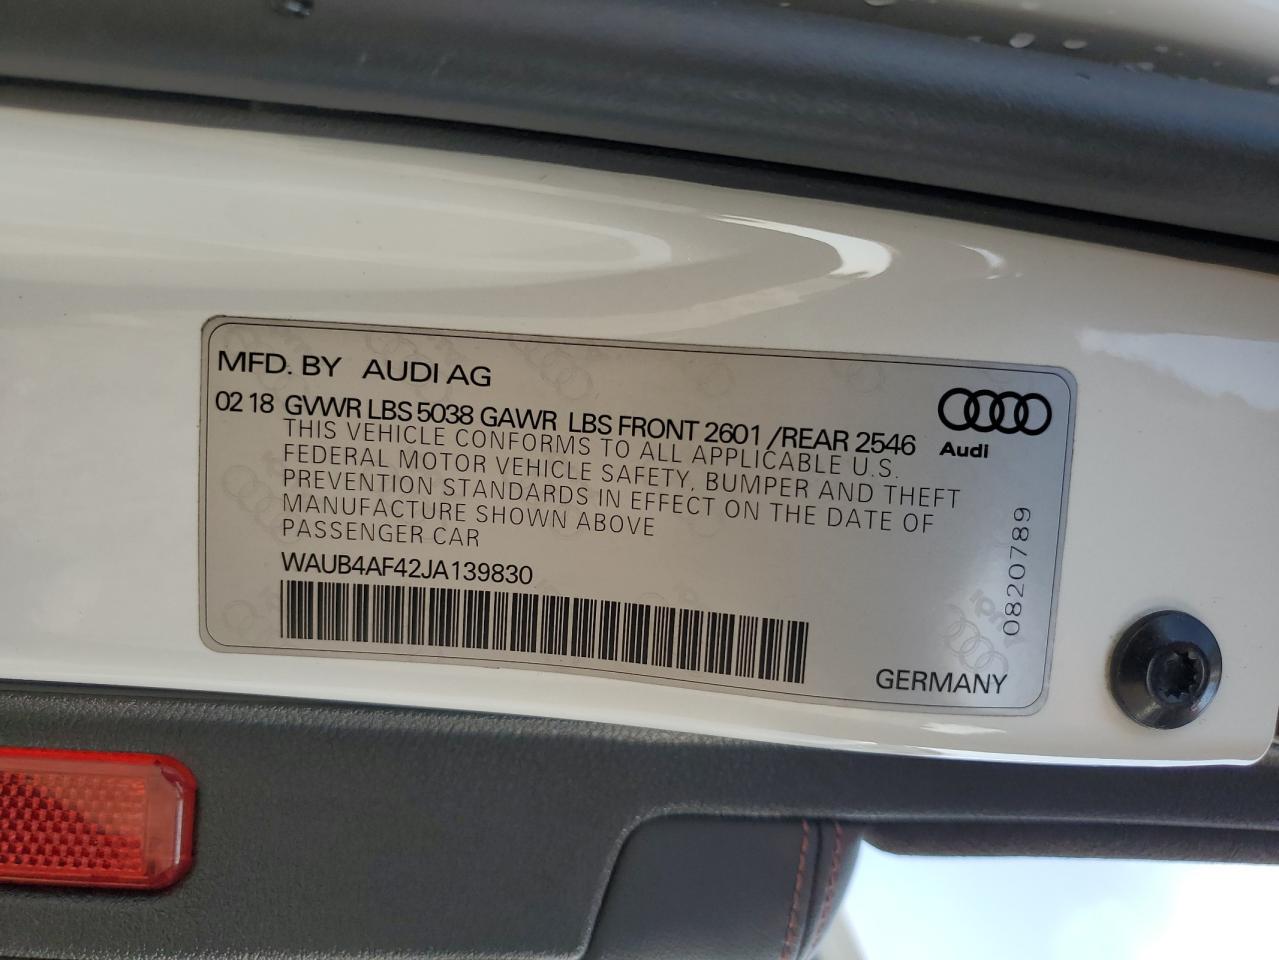 MFD. BY AUDI AG
02 18 GVWR LBS 5038 GAWR LBS FRONT 2601 /REAR 2546
THIS VEHICLE CONFORMS TO ALL APPLICABLE U.S.
FEDERAL MOTOR VEHICLE SAFETY, BUMPER AND THEFT
PREVENTION STANDARDS IN EFFECT ON THE DATE OF
MANUFACTURE SHOWN ABOVE
PASSENGER CAR
WAUB4AF42JA139830
Audi
0820789
GERMANY